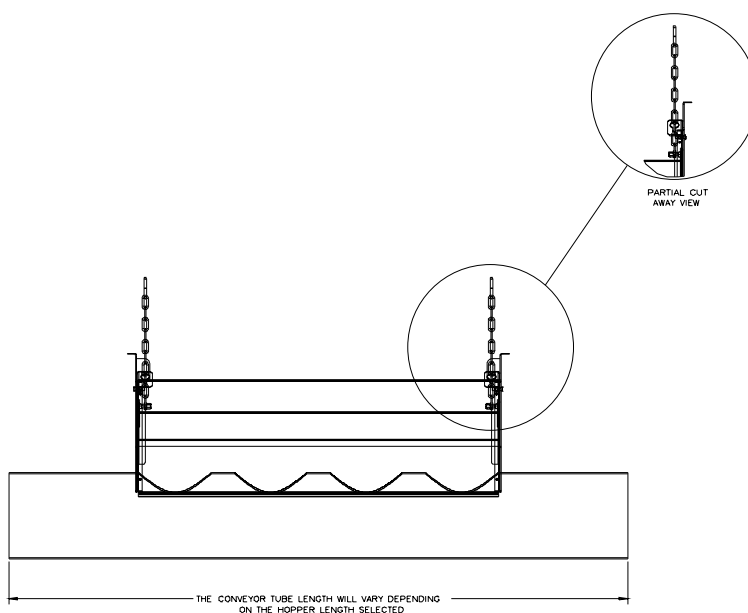 PARTIAL CUT
AWAY VIEW
THE CONVEYOR TUBE LENGTH WILL VARY DEPENDING
ON THE HOPPER LENGTH SELECTED